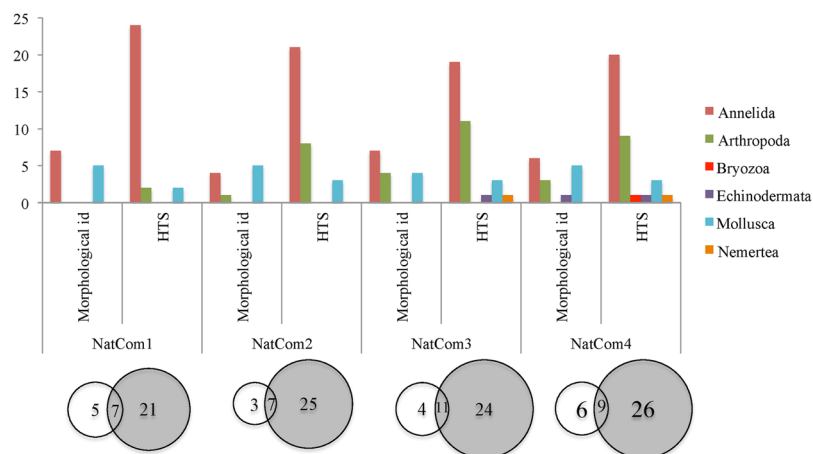 25
20
15
10
5
0
Morphological id
HTS
Morphological id
HTS
Morphological id
HTS
Morphological id
HTS
NatCom1
NatCom2
NatCom3
NatCom4
Annelida
Arthropoda
Bryozoa
Echinodermata
Mollusca
Nemertea
5 7 21
3 7 25
4 11 24
6 9 26